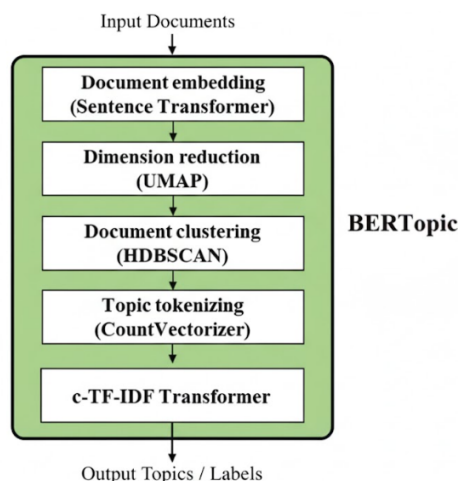 Input Documents
Document embedding
(Sentence Transformer)
Dimension reduction
(UMAP)
Document clustering
(HDBSCAN)
BERTopic
Topic tokenizing
(CountVectorizer)
c-TF-IDF Transformer
Output Topics / Labels